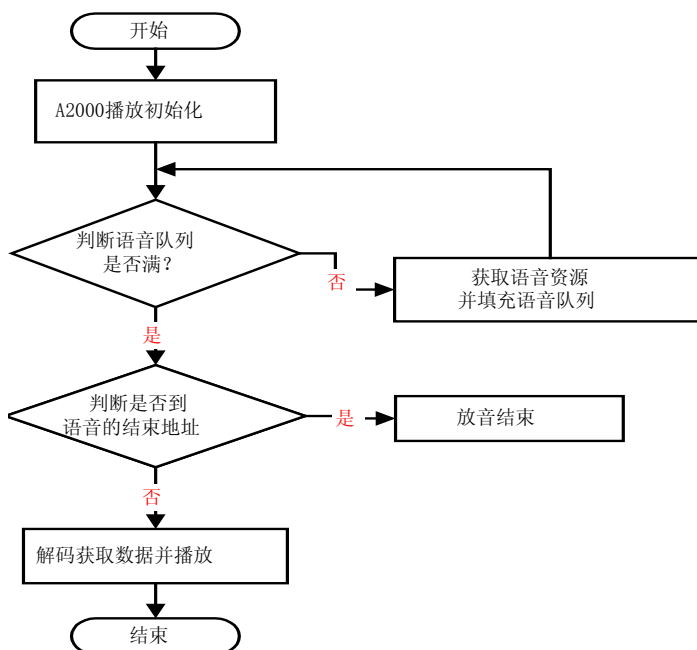 开始
A2000播放初始化
判断语音队列
是否满?
否
获取语音资源
并填充语音队列
是
判断是否到
语音的结束地址
是
放音结束
否
解码获取数据并播放
结束